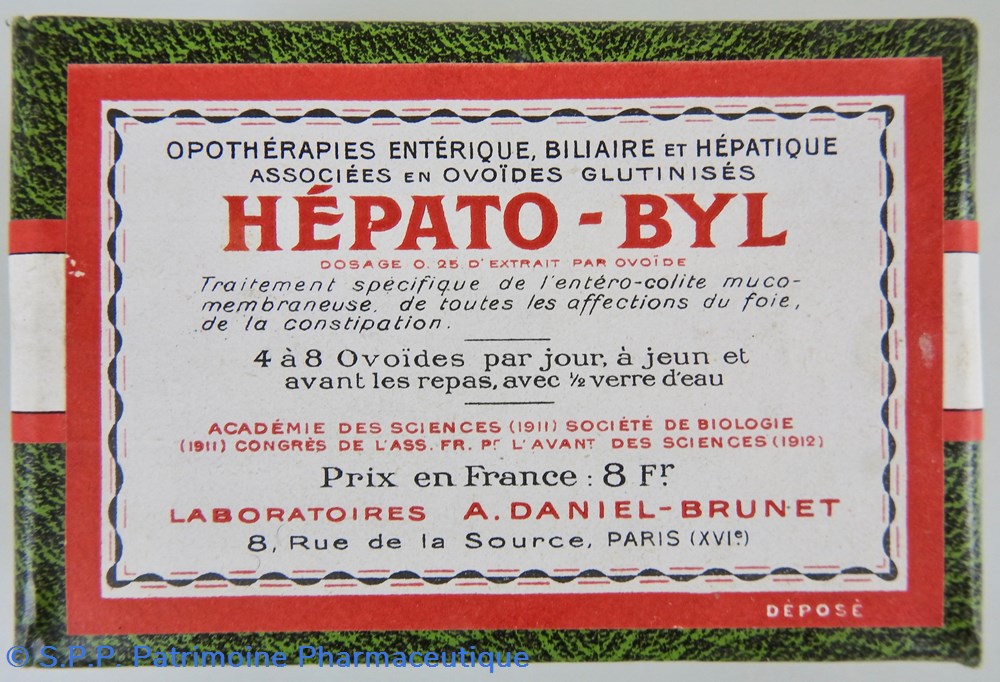 OPOTHÉRAPIES ENTÉRIQUE, BILIAIRE ET HÉPATIQUE
ASSOCIÉES EN OVOÏDES GLUTINISÉS
HÉPATO - BYL
DOSAGE 0.25 D'EXTRAIT PAR OVOÏDE
Traitement spécifique de l'entéro-colite muco-
membraneuse, de toutes les affections du foie,
de la constipation.
4 à 8 Ovoïdes par jour, à jeun et
avant les repas, avec ½ verre d'eau
ACADÉMIE DES SCIENCES (1911) SOCIÉTÉ DE BIOLOGIE
(1911) CONGRÈS DE L'ASS. FR. Pr L'AVANT DES SCIENCES (1912)
Prix en France : 8 Fr.
LABORATOIRES A. DANIEL-BRUNET
8, Rue de la Source, PARIS (XVIe)
DÉPOSÉ
© S.P.P. Patrimoine Pharmaceutique